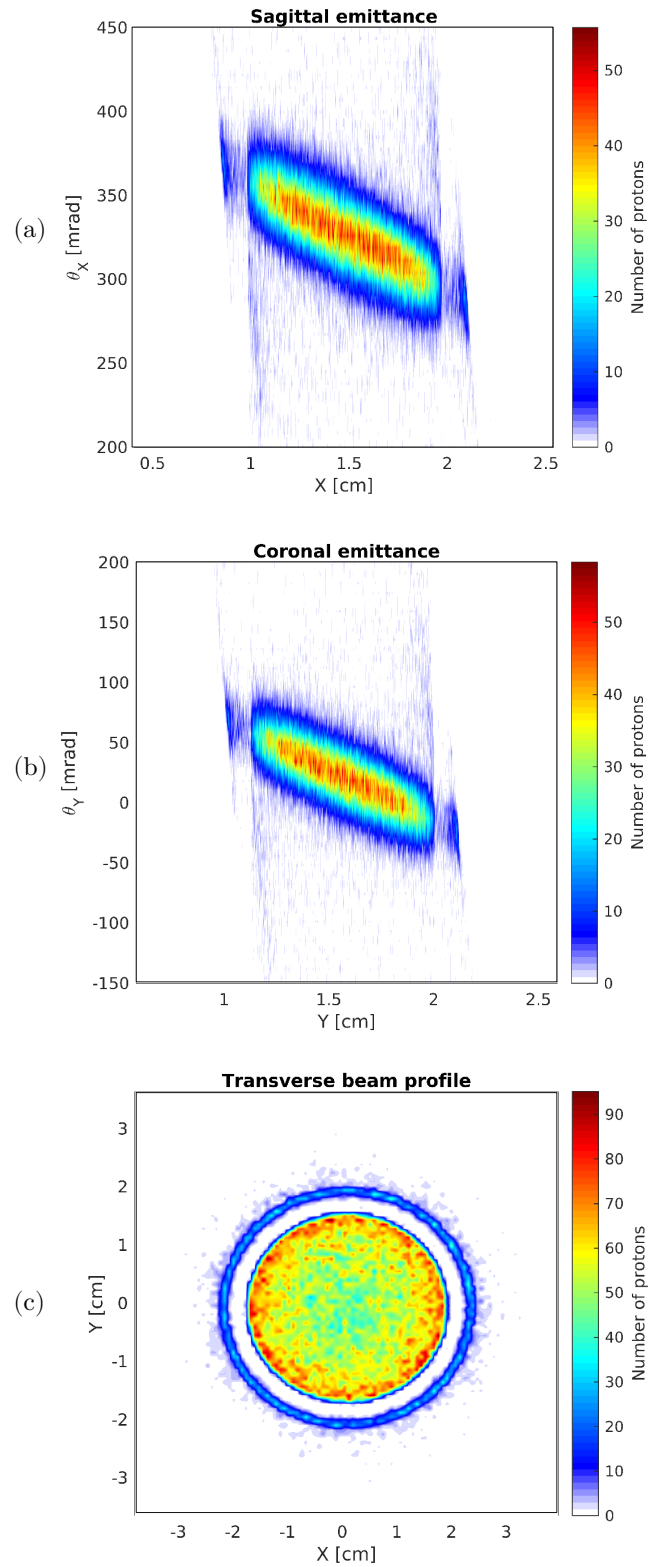 Sagittal emittance
(a)
θX [mrad]
450
400
350
300
250
200
0.5 1 1.5 2 2.5
X [cm]
50
40
30
20
10
0
Number of protons
Coronal emittance
(b)
θY [mrad]
200
150
100
50
0
-50
-100
-150
1 1.5 2 2.5
Y [cm]
50
40
30
20
10
0
Number of protons
Transverse beam profile
(c)
Y [cm]
3
2
1
0
-1
-2
-3
-3 -2 -1 0 1 2 3
X [cm]
90
80
70
60
50
40
30
20
10
0
Number of protons